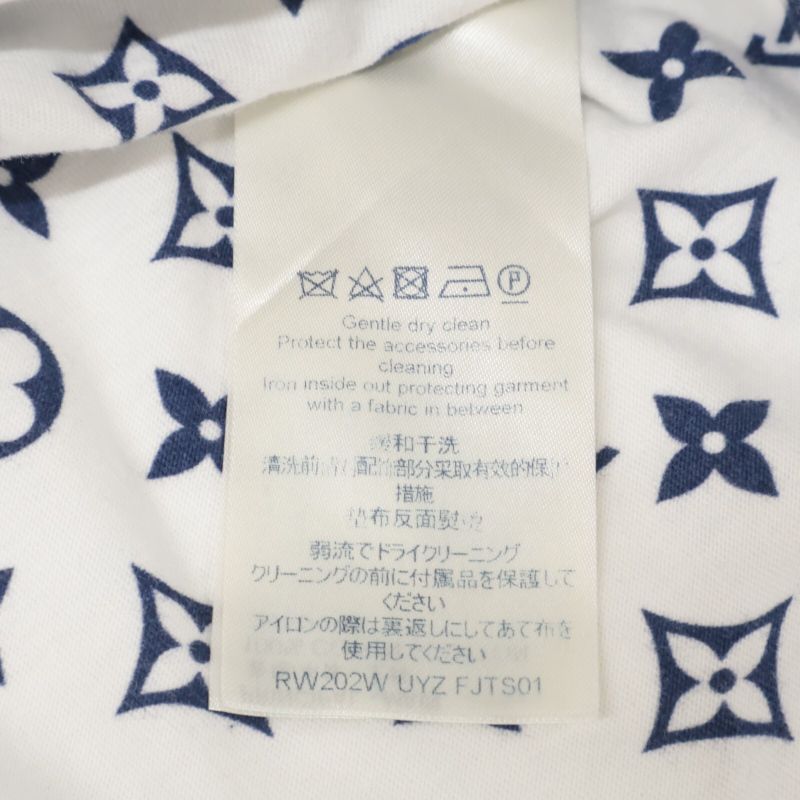 P
Gentle dry clean
Protect the accessories before
cleaning
Iron inside out protecting garment
with a fabric in between
缓和干洗
清洗前请对配饰部分采取有效的保护
措施
垫布反面熨烫
弱流でドライクリーニング
クリーニングの前に付属品を保護して
ください
アイロンの際は裏返しにしてあて布を
使用してください
RW202W UYZ FJTS01